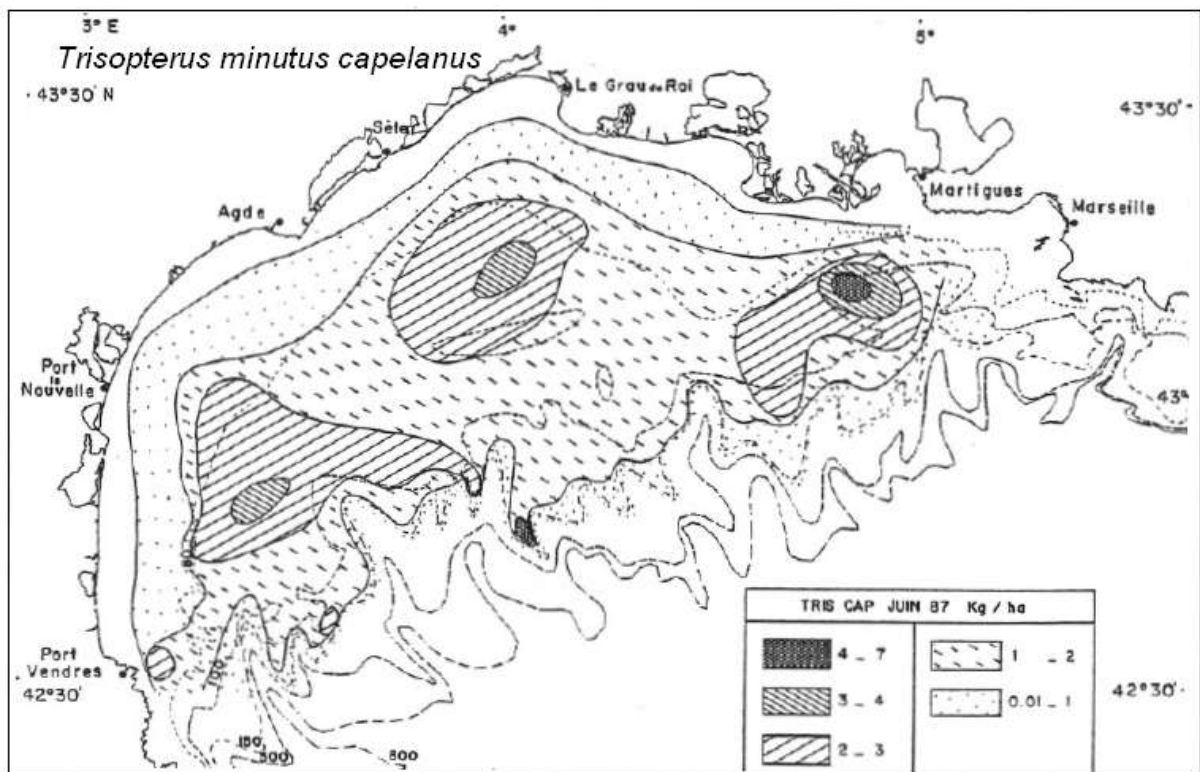 3° E 4° 5°
Trisopterus minutus capelanus
43°30' N
43°30'
Le Grau du Roi
Sète
Martigues
Agde
Marseille
Port
la
Nouvelle
43°
Port
Vendres
42°30'
42°30'
100
150
500
800
TRIS CAP JUIN 87 Kg / ha
4 _ 7
1 _ 2
3 _ 4
0.01 _ 1
2 _ 3